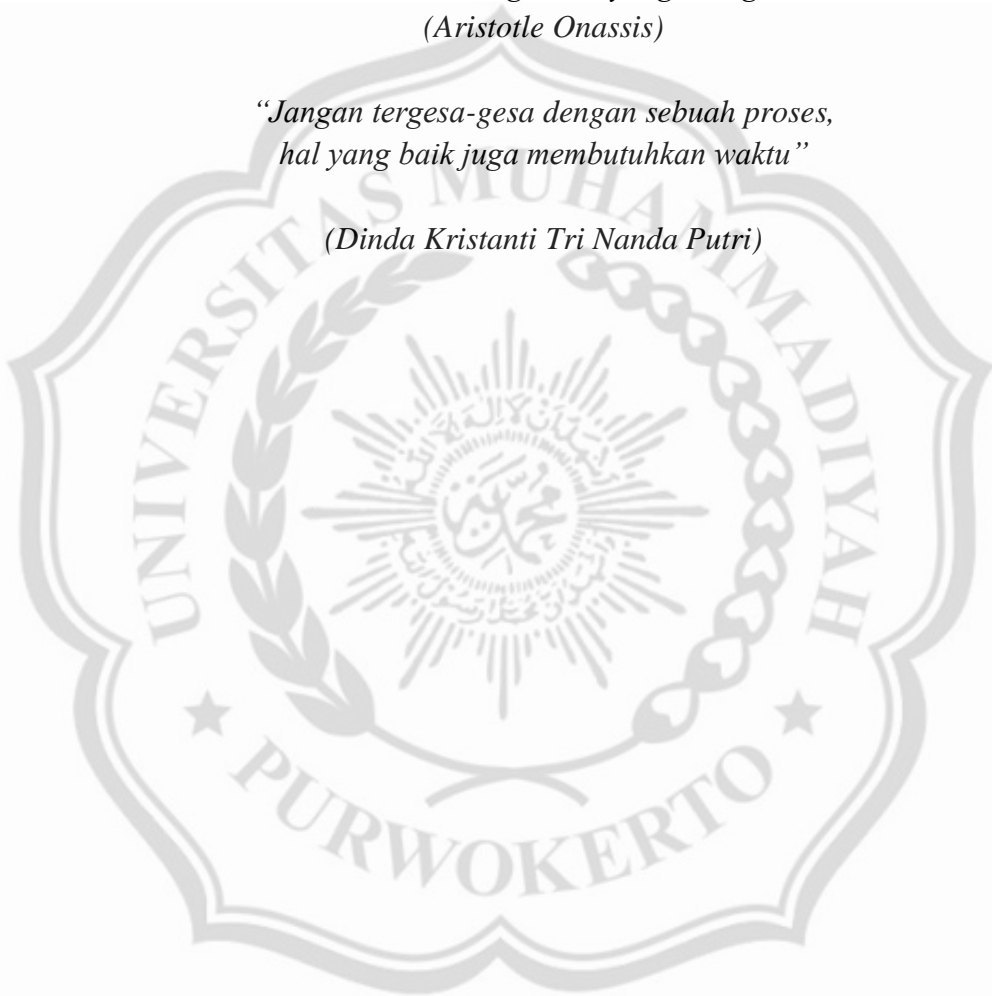 (Aristotle Onassis)
“Jangan tergesa-gesa dengan sebuah proses,
hal yang baik juga membutuhkan waktu”
(Dinda Kristanti Tri Nanda Putri)
UNIVERSITAS MUHAMMADIYAH
PURWOKERTO